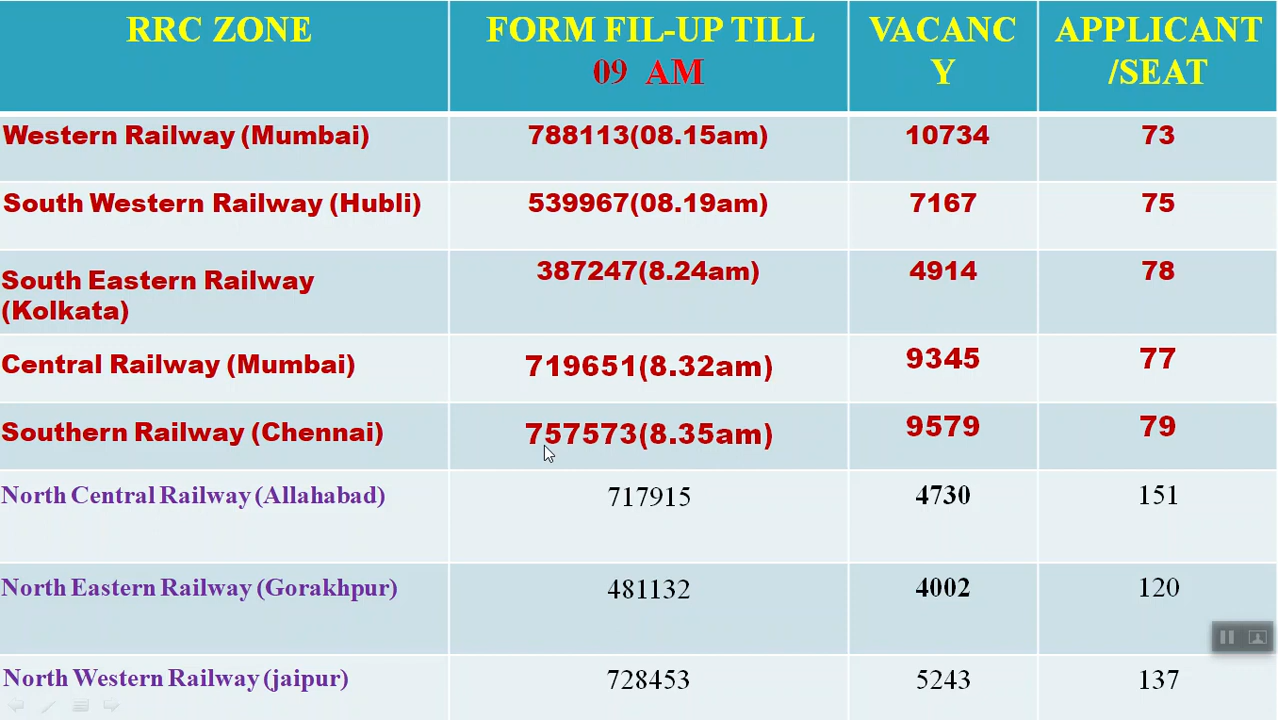 RRC ZONE
FORM FIL-UP TILL
09 AM
VACANC
Y
APPLICANT
/SEAT
Western Railway (Mumbai)
788113(08.15am)
10734
73
South Western Railway (Hubli)
539967(08.19am)
7167
75
South Eastern Railway
(Kolkata)
387247(8.24am)
4914
78
Central Railway (Mumbai)
719651(8.32am)
9345
77
Southern Railway (Chennai)
757573(8.35am)
9579
79
North Central Railway (Allahabad)
717915
4730
151
North Eastern Railway (Gorakhpur)
481132
4002
120
North Western Railway (jaipur)
728453
5243
137